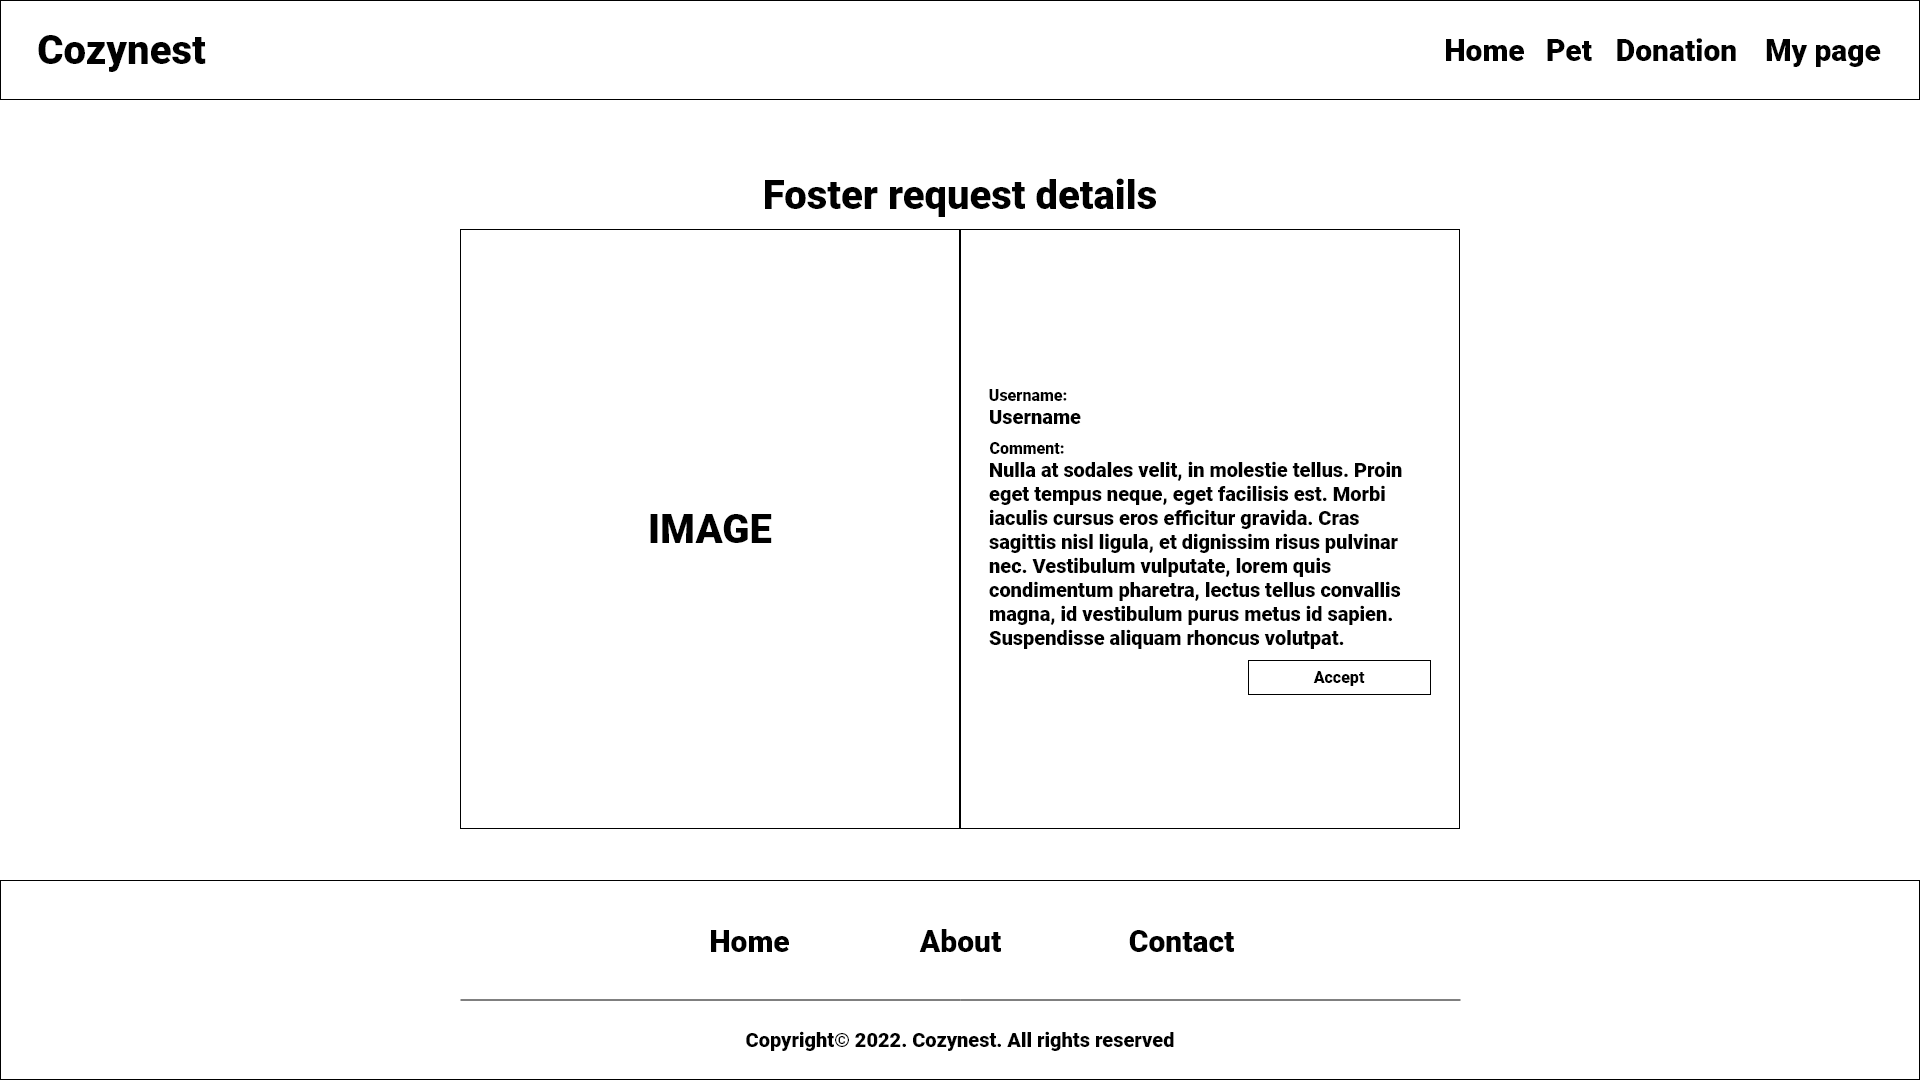 Cozynest
Home Pet Donation My page
Foster request details
IMAGE
Username:
Username
Comment:
Nulla at sodales velit, in molestie tellus. Proin
eget tempus neque, eget facilisis est. Morbi
iaculis cursus eros efficitur gravida. Cras
sagittis nisl ligula, et dignissim risus pulvinar
nec. Vestibulum vulputate, lorem quis
condimentum pharetra, lectus tellus convallis
magna, id vestibulum purus metus id sapien.
Suspendisse aliquam rhoncus volutpat.
Accept
Home About Contact
Copyright© 2022. Cozynest. All rights reserved